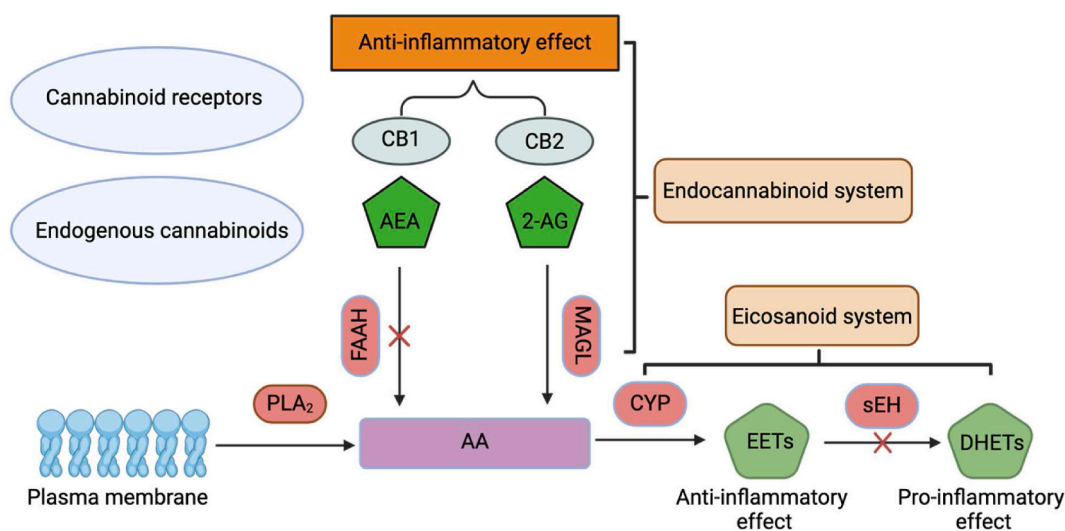 Anti-inflammatory effect
Cannabinoid receptors
CB1
CB2
Endocannabinoid system
Endogenous cannabinoids
AEA
2-AG
FAAH
MAGL
Eicosanoid system
PLA₂
CYP
sEH
AA
EETs
DHETs
Plasma membrane
Anti-inflammatory
effect
Pro-inflammatory
effect